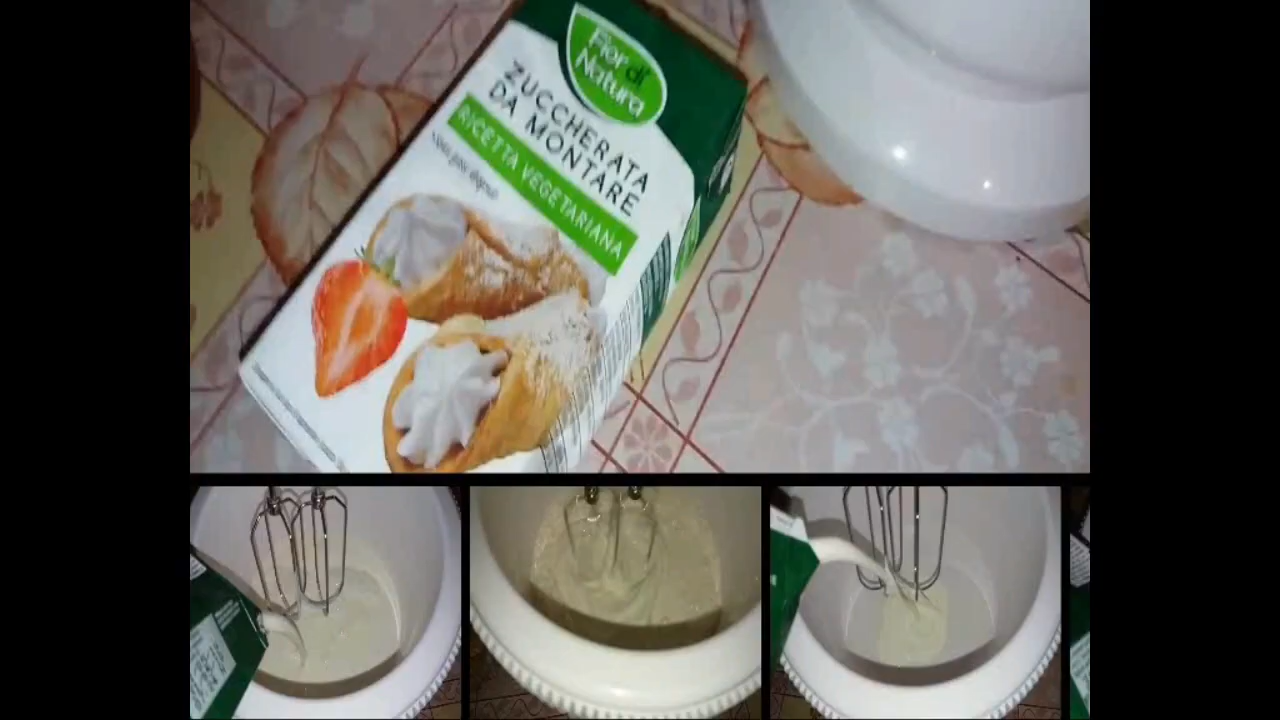 Fior di
Natura
ZUCCHERATA
DA MONTARE
RICETTA VEGETARIANA